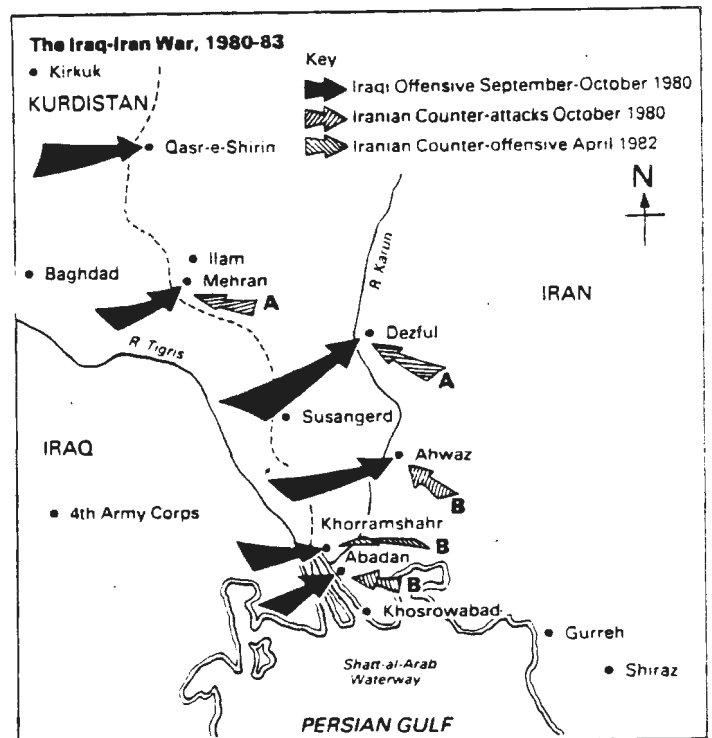 The Iraq-Iran War, 1980-83
Key
Iraqi Offensive September-October 1980
Iranian Counter-attacks October 1980
Iranian Counter-offensive April 1982
Kirkuk
KURDISTAN
Qasr-e-Shirin
N
Ilam
Baghdad
Mehran
A
R Karun
IRAN
R Tigris
Dezful
A
Susangerd
IRAQ
Ahwaz
B
4th Army Corps
Khorramshahr
B
Abadan
B
Khosrowabad
Gurreh
Shatt-al-Arab
Waterway
Shiraz
PERSIAN GULF